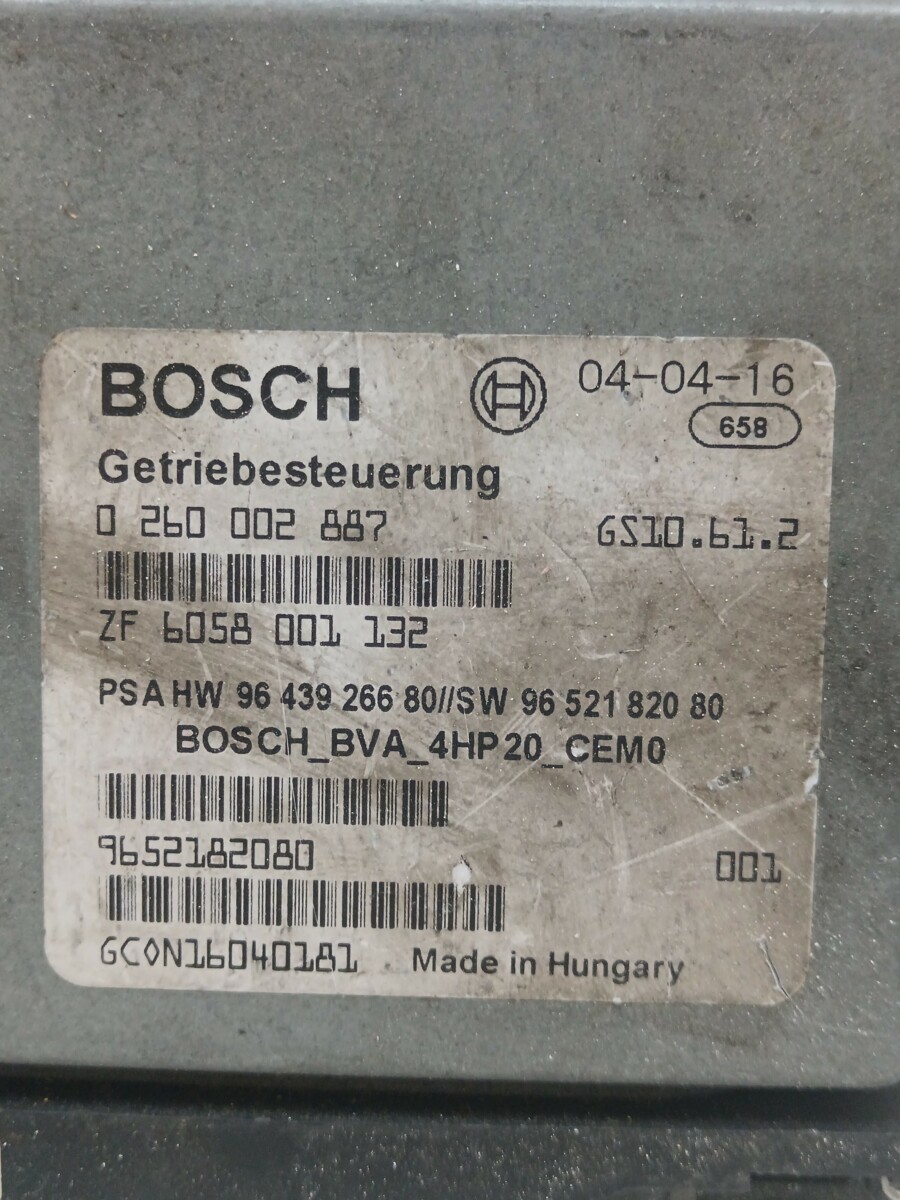 BOSCH
04-04-16
658
Getriebesteuerung
0 260 002 887
GS10.61.2
ZF 6058 001 132
PSA HW 96 439 266 80//SW 96 521 820 80
BOSCH_BVA_4HP20_CEM0
9652182080
001
GC0N16040181
Made in Hungary